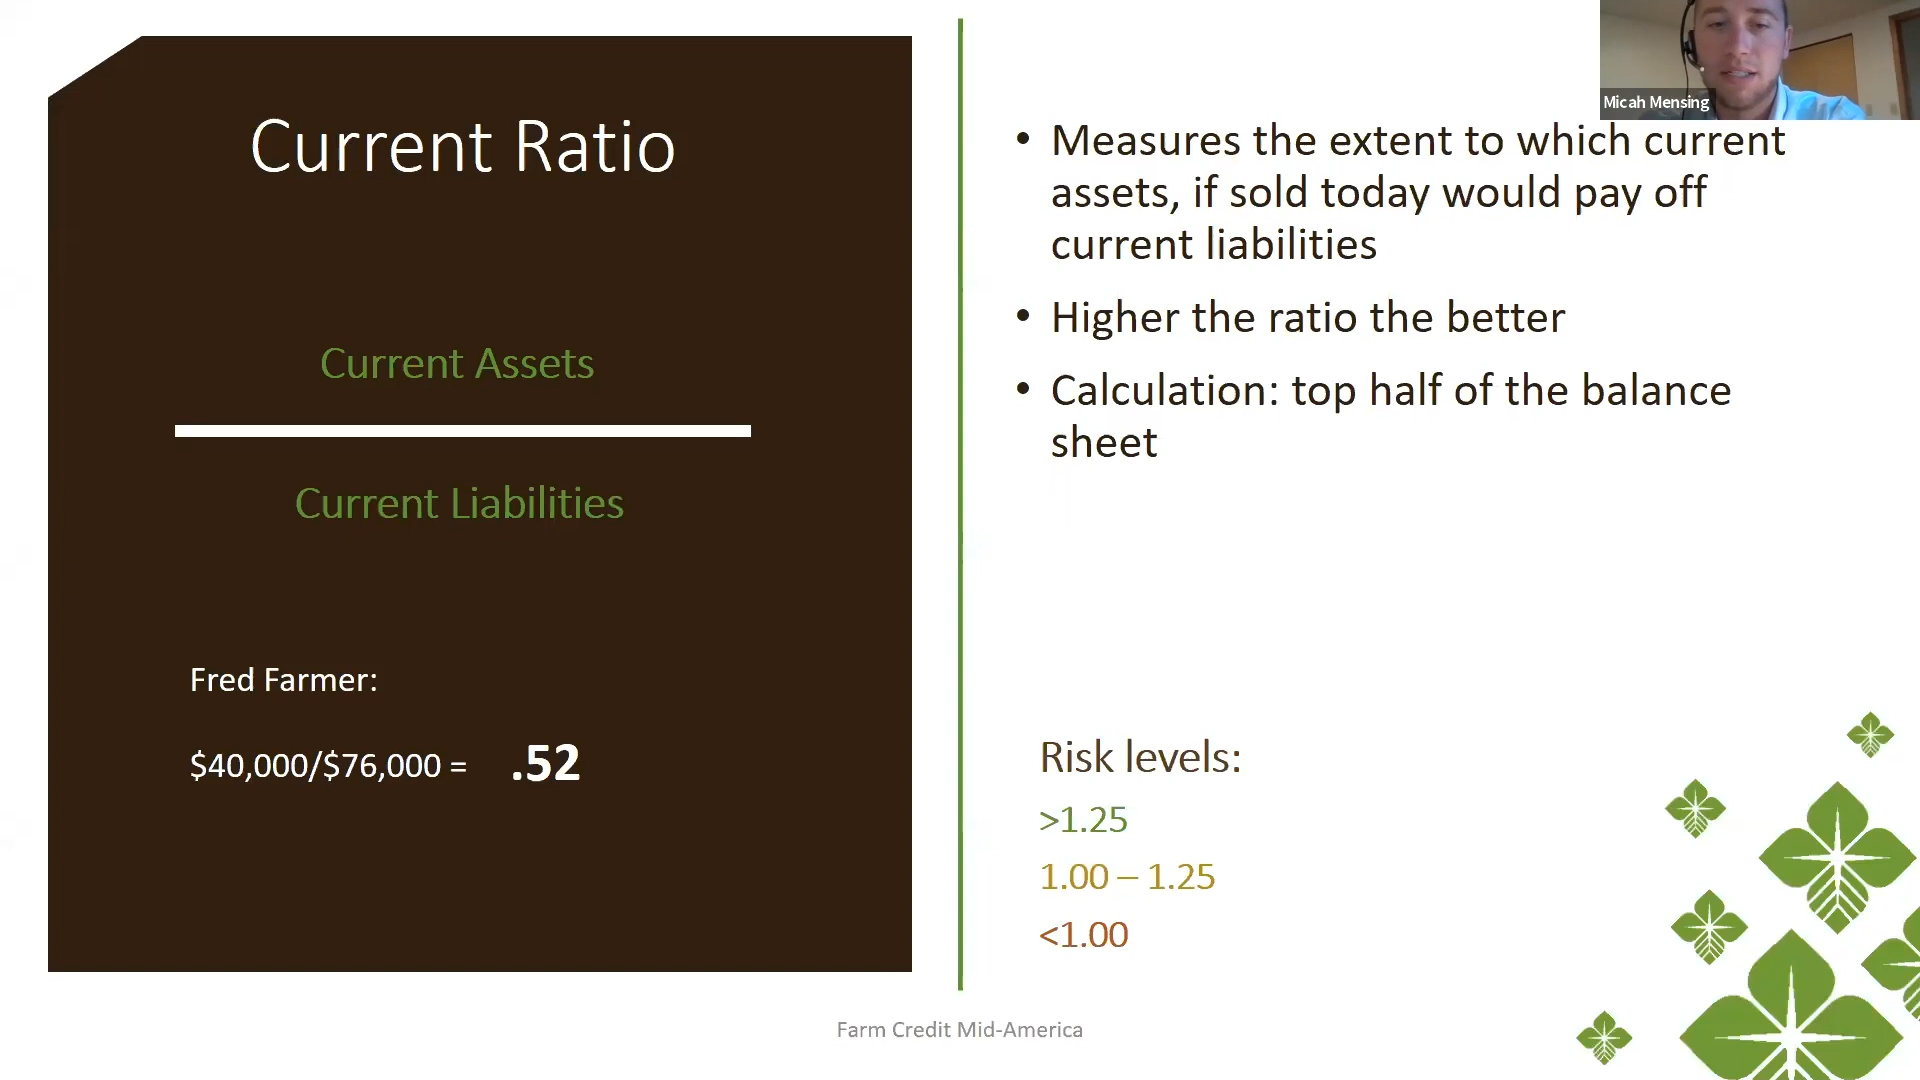 Current Ratio
Current Assets
Current Liabilities
Fred Farmer:
$40,000/$76,000 = .52
Micah Mensing
• Measures the extent to which current
assets, if sold today would pay off
current liabilities
• Higher the ratio the better
• Calculation: top half of the balance
sheet
Risk levels:
>1.25
1.00 – 1.25
<1.00
Farm Credit Mid-America